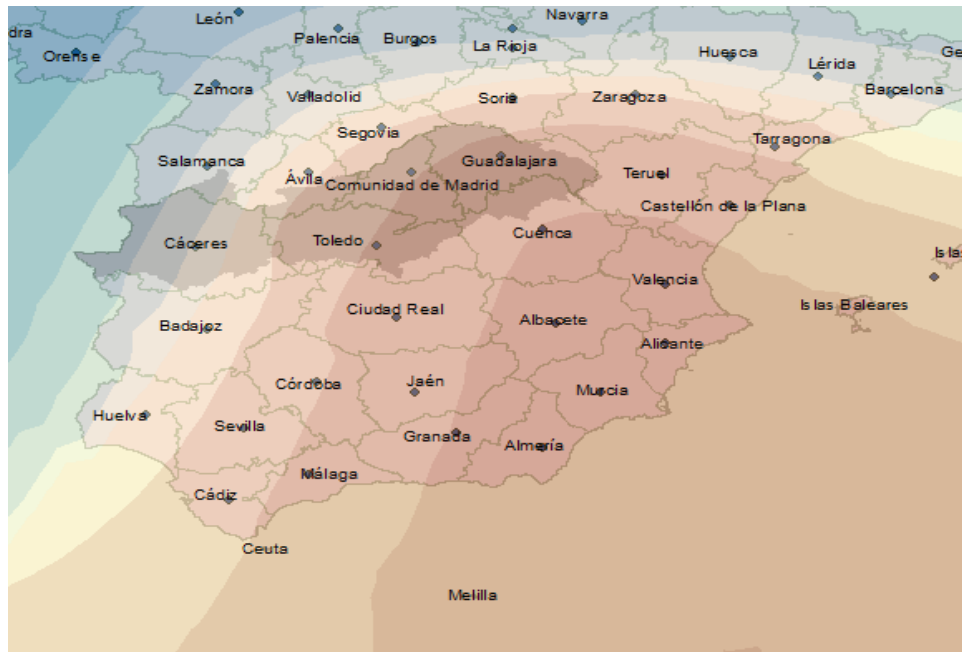 León
Navarra
dra
Palencia
Burgos
La Rioja
Orense
Huesca
Ge
Lérida
Zamora
Valladolid
Soria
Zaragoza
Barcelona
Segovia
Tarragona
Salamanca
Guadalajara
Ávila
Comunidad de Madrid
Teruel
Castellón de la Plana
Cáceres
Toledo
Cuenca
Islas
Valencia
Islas Baleares
Badajoz
Ciudad Real
Albacete
Alicante
Córdoba
Jaén
Murcia
Huelva
Sevilla
Granada
Almería
Málaga
Cádiz
Ceuta
Melilla